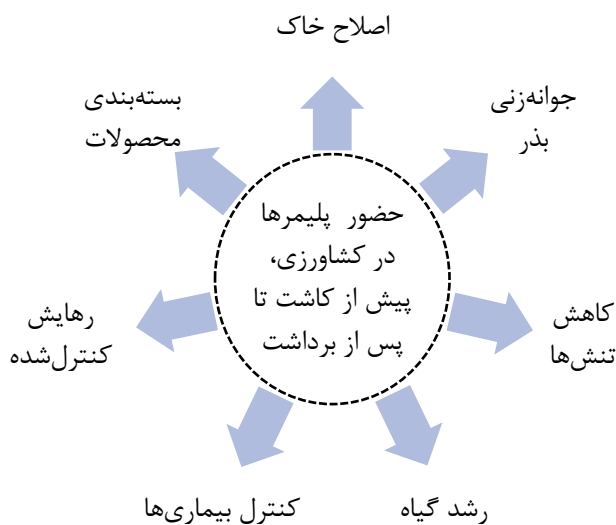 اصلاح خاک
جوانه‌زنی
بذر
کاهش
تنش‌ها
رشد گیاه
کنترل بیماری‌ها
رهایش
کنترل‌شده
بسته‌بندی
محصولات
حضور پلیمرها
در کشاورزی،
پیش از کاشت تا
پس از برداشت